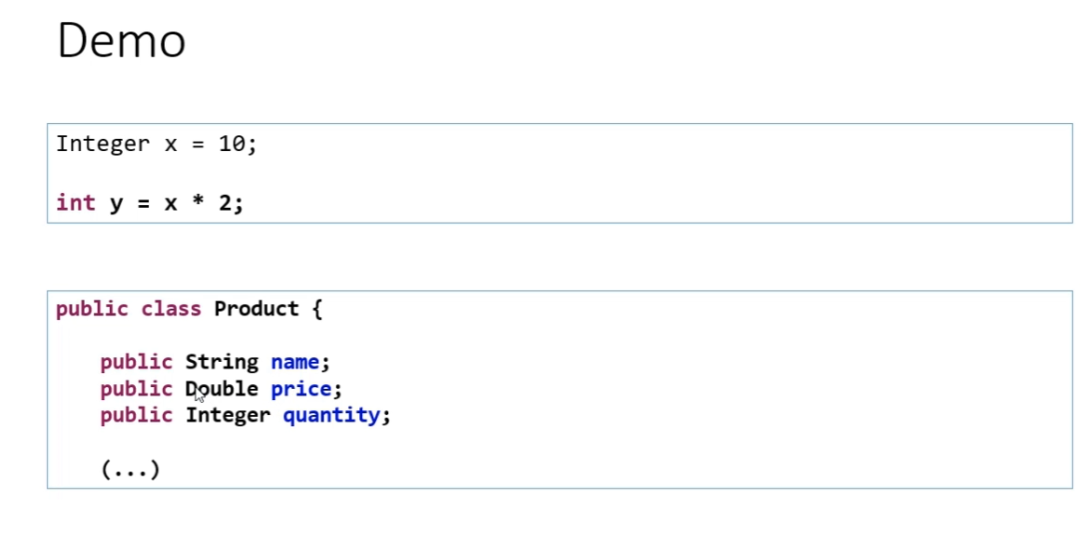 Demo
Integer x = 10;
int y = x * 2;
public class Product {
public String name;
public Double price;
public Integer quantity;
(...)